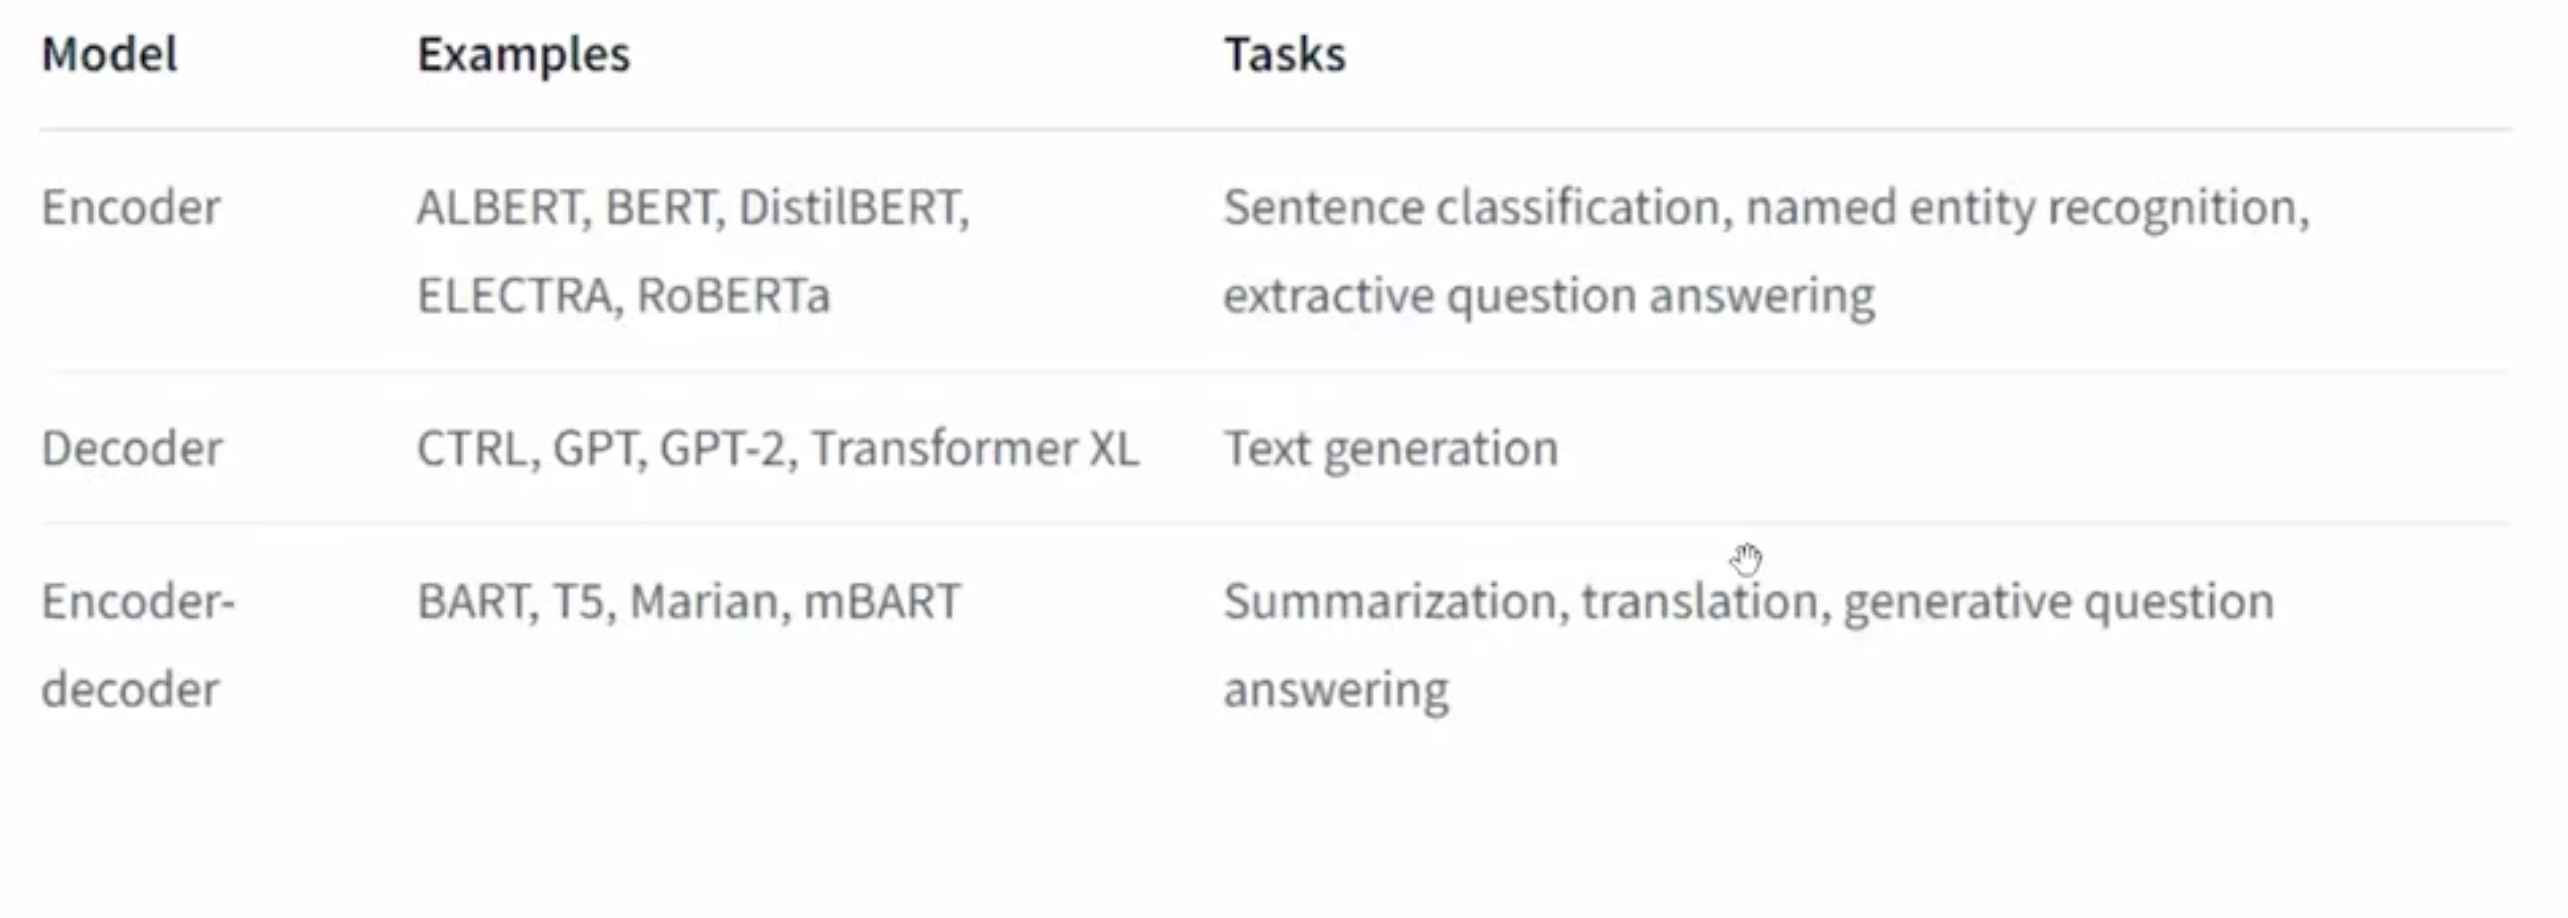 Model Examples Tasks
Encoder ALBERT, BERT, DistilBERT, Sentence classification, named entity recognition,
ELECTRA, RoBERTa extractive question answering
Decoder CTRL, GPT, GPT-2, Transformer XL Text generation
Encoder- BART, T5, Marian, mBART Summarization, translation, generative question
decoder answering